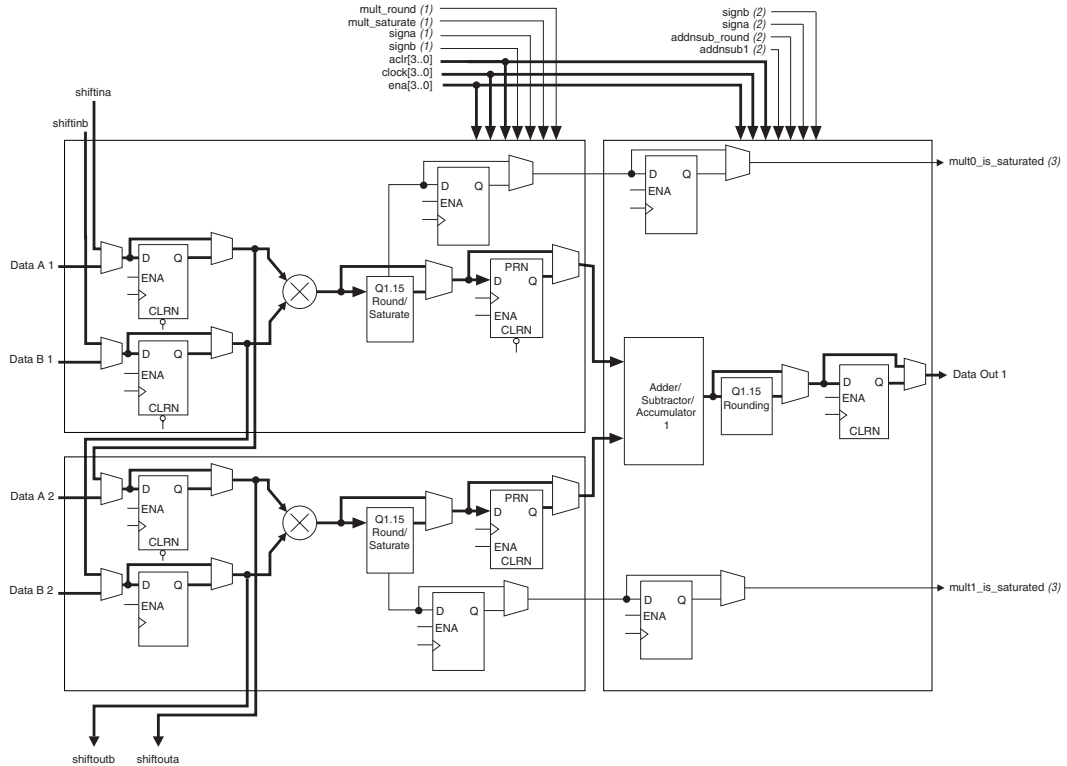 mult_round (1)
mult_saturate (1)
signa (1)
signb (1)
aclr[3..0]
clock[3..0]
ena[3..0]
signb (2)
signa (2)
addnsub_round (2)
addnsub1 (2)
shiftina
shiftinb
D Q
ENA
mult0_is_saturated (3)
D Q
ENA
Data A 1
D Q
ENA
CLRN
Q1.15
Round/
Saturate
PRN
D Q
ENA
CLRN
Data B 1
D Q
ENA
CLRN
Adder/
Subtractor/
Accumulator
1
Q1.15
Rounding
D Q
ENA
CLRN
Data Out 1
Data A 2
D Q
ENA
CLRN
Q1.15
Round/
Saturate
PRN
D Q
ENA
CLRN
Data B 2
D Q
ENA
D Q
ENA
D Q
ENA
mult1_is_saturated (3)
shiftoutb
shiftouta